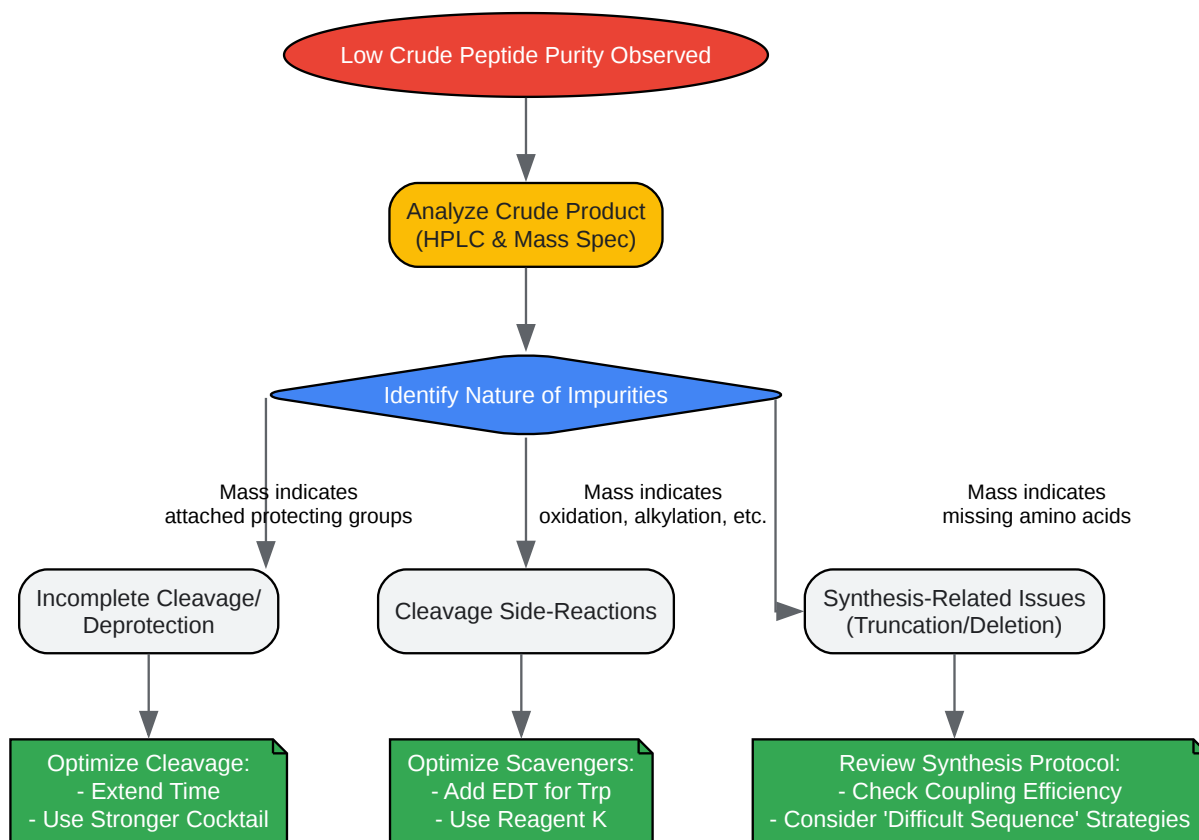 Low Crude Peptide Purity Observed
Analyze Crude Product
(HPLC & Mass Spec)
Identify Nature of Impurities
Mass indicates
attached protecting groups
Mass indicates
oxidation, alkylation, etc.
Mass indicates
missing amino acids
Incomplete Cleavage/
Deprotection
Cleavage Side-Reactions
Synthesis-Related Issues
(Truncation/Deletion)
Optimize Cleavage:
- Extend Time
- Use Stronger Cocktail
Optimize Scavengers:
- Add EDT for Trp
- Use Reagent K
Review Synthesis Protocol:
- Check Coupling Efficiency
- Consider 'Difficult Sequence' Strategies